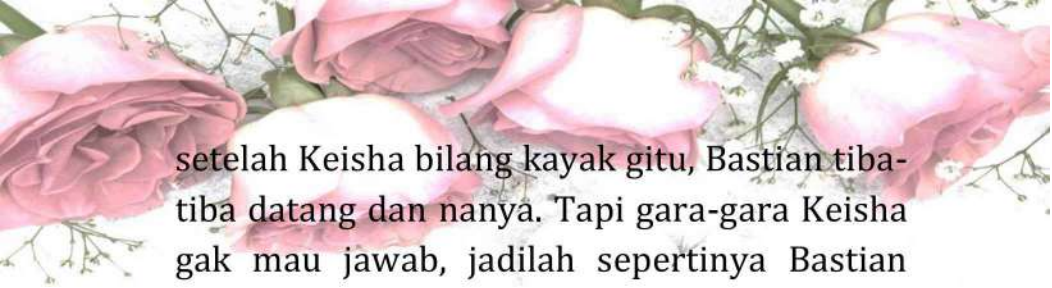 setelah Keisha bilang kayak gitu, Bastian tiba-
tiba datang dan nanya. Tapi gara-gara Keisha
gak mau jawab, jadilah sepertinya Bastian